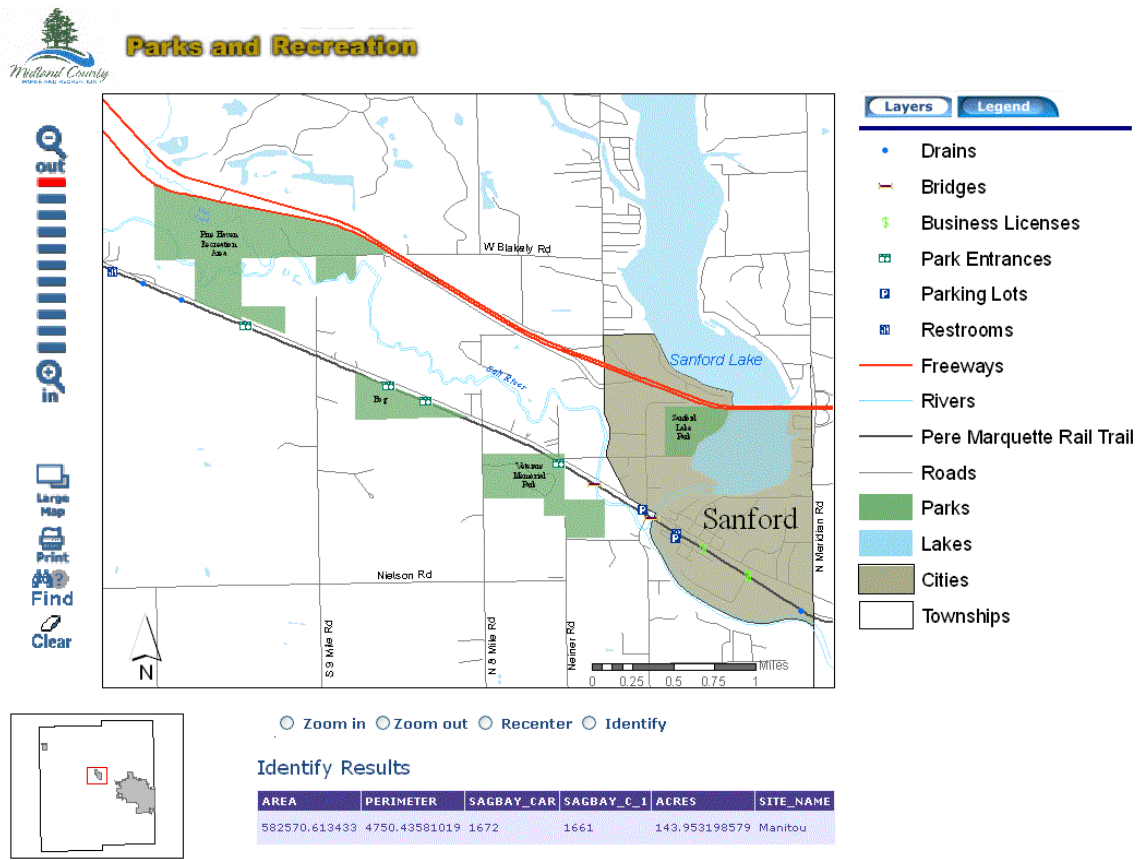 Midland County
PARKS AND RECREATION
Parks and Recreation
out
in
Large
Map
Print
Find
Clear
Pine Haven
Recreation
Area
W Blakely Rd
Sanford Lake
Salt River
Bog
Sanford
Lake
Park
Veterans
Memorial
Park
Sanford
N Meridian Rd
Nielson Rd
S 9 Mile Rd
N 8 Mile Rd
Neiner Rd
N
Miles
0 0.25 0.5 0.75 1
Layers Legend
Drains
Bridges
Business Licenses
Park Entrances
Parking Lots
Restrooms
Freeways
Rivers
Pere Marquette Rail Trail
Roads
Parks
Lakes
Cities
Townships
Zoom in Zoom out Recenter Identify
Identify Results
AREA PERIMETER SAGBAY_CAR SAGBAY_C_1 ACRES SITE_NAME
582570.613433 4750.43581019 1672 1661 143.953198579 Manitou